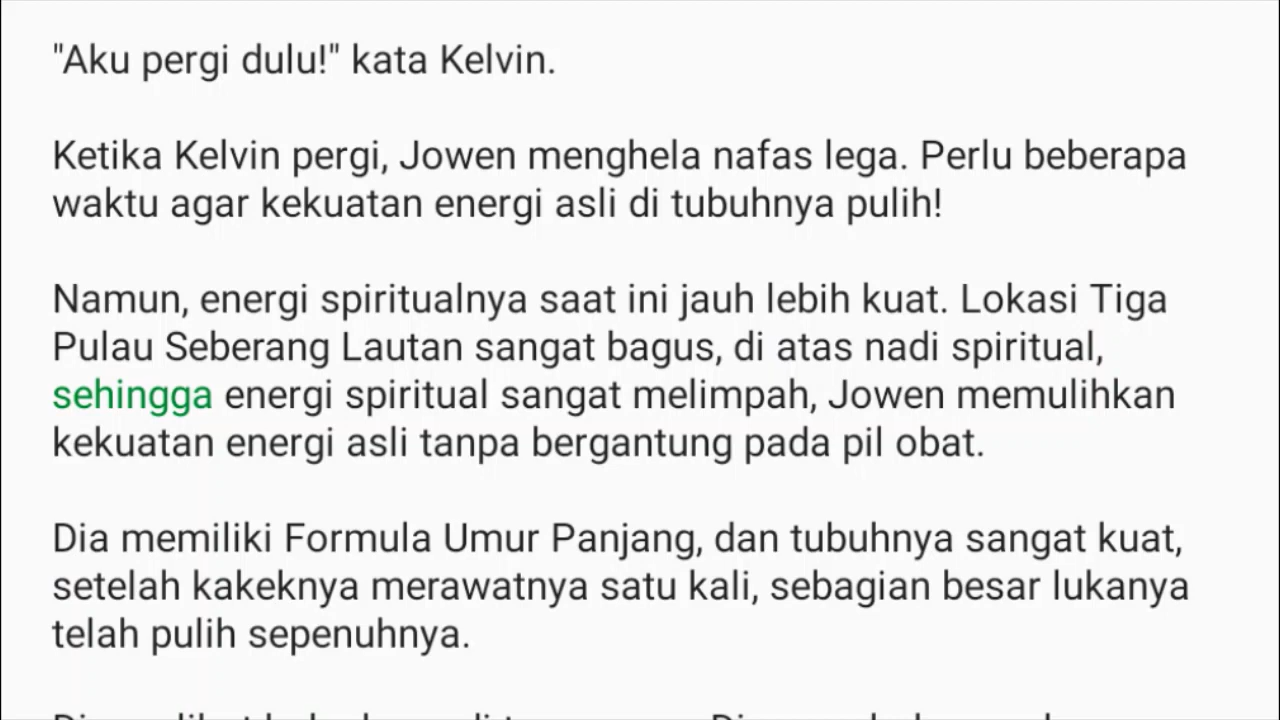 "Aku pergi dulu!" kata Kelvin.
Ketika Kelvin pergi, Jowen menghela nafas lega. Perlu beberapa
waktu agar kekuatan energi asli di tubuhnya pulih!
Namun, energi spiritualnya saat ini jauh lebih kuat. Lokasi Tiga
Pulau Seberang Lautan sangat bagus, di atas nadi spiritual,
sehingga energi spiritual sangat melimpah, Jowen memulihkan
kekuatan energi asli tanpa bergantung pada pil obat.
Dia memiliki Formula Umur Panjang, dan tubuhnya sangat kuat,
setelah kakeknya merawatnya satu kali, sebagian besar lukanya
telah pulih sepenuhnya.